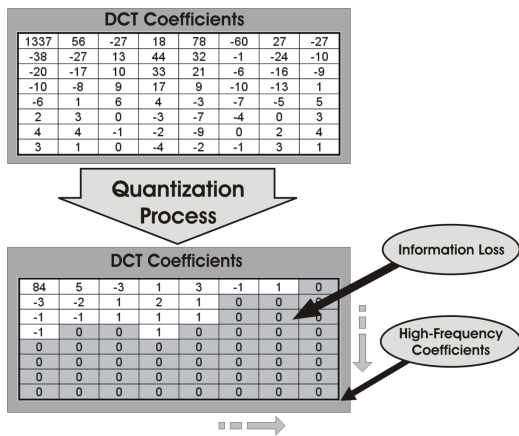 DCT Coefficients
1337 56 -27 18 78 -60 27 -27
-38 -27 13 44 32 -1 -24 -10
-20 -17 10 33 21 -6 -16 -9
-10 -8 9 17 9 -10 -13 1
-6 1 6 4 -3 -7 -5 5
2 3 0 -3 -7 -4 0 3
4 4 -1 -2 -9 0 2 4
3 1 0 -4 -2 -1 3 1
Quantization
Process
DCT Coefficients
Information Loss
84 5 -3 1 3 -1 1 0
-3 -2 1 2 1 0 0 0
-1 -1 1 1 1 0 0 0
-1 0 0 1 0 0 0 0
0 0 0 0 0 0 0 0
0 0 0 0 0 0 0 0
0 0 0 0 0 0 0 0
0 0 0 0 0 0 0 0
High-Frequency
Coefficients